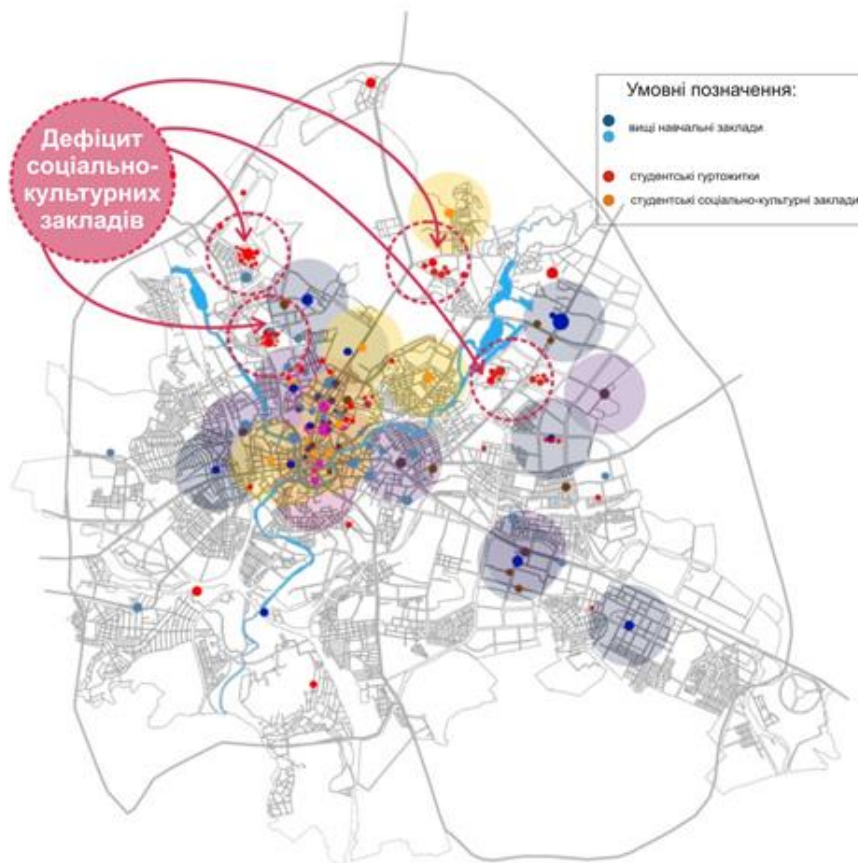 Дефіцит
соціально-
культурних
закладів
Умовні позначення:
вищі навчальні заклади
студентські гуртожитки
студентські соціально-культурні заклади